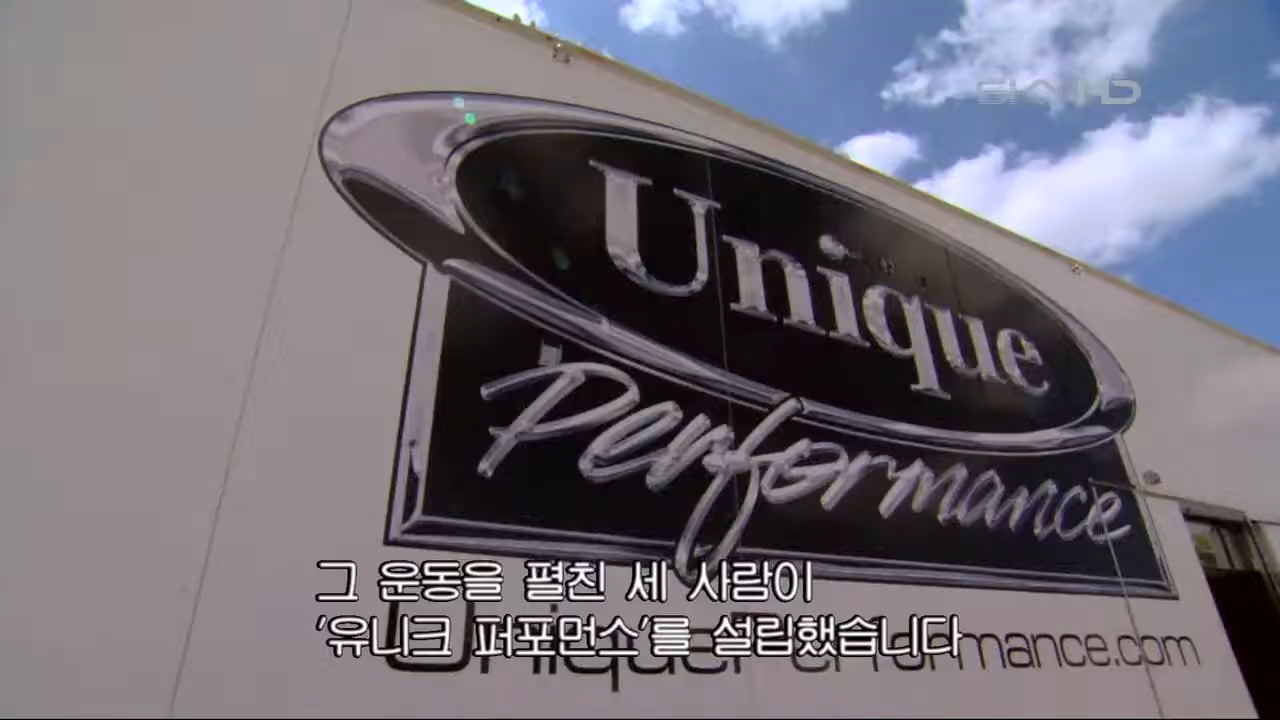 Unique
Performance
UniquePerformance.com
그 운동을 펼친 세 사람이
'유니크 퍼포먼스'를 설립했습니다